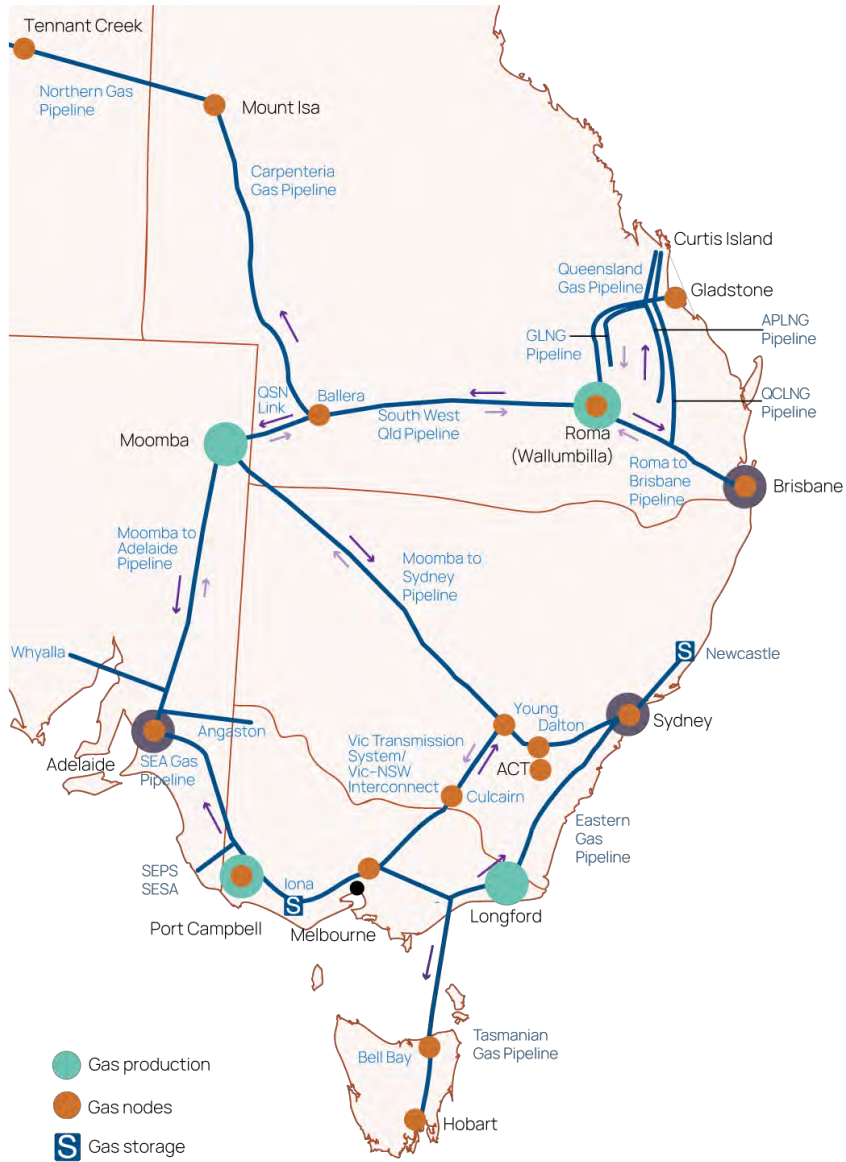 Tennant Creek
Northern Gas
Pipeline
Mount Isa
Carpenteria
Gas Pipeline
Curtis Island
Queensland
Gas Pipeline
Gladstone
GLNG
Pipeline
APLNG
Pipeline
QCLNG
Pipeline
QSN
Link
Ballera
South West
Qld Pipeline
Moomba
Roma
(Wallumbilla)
Roma to
Brisbane
Pipeline
Brisbane
Moomba to
Adelaide
Pipeline
Moomba to
Sydney
Pipeline
Whyalla
Newcastle
S
Angaston
Adelaide
SEA Gas
Pipeline
Young
Dalton
Sydney
Vic Transmission
System/
Vic–NSW
Interconnect
ACT
Culcairn
Eastern
Gas
Pipeline
SEPS
SESA
Iona
S
Port Campbell
Melbourne
Longford
Tasmanian
Gas Pipeline
Bell Bay
Hobart
Gas production
Gas nodes
S Gas storage